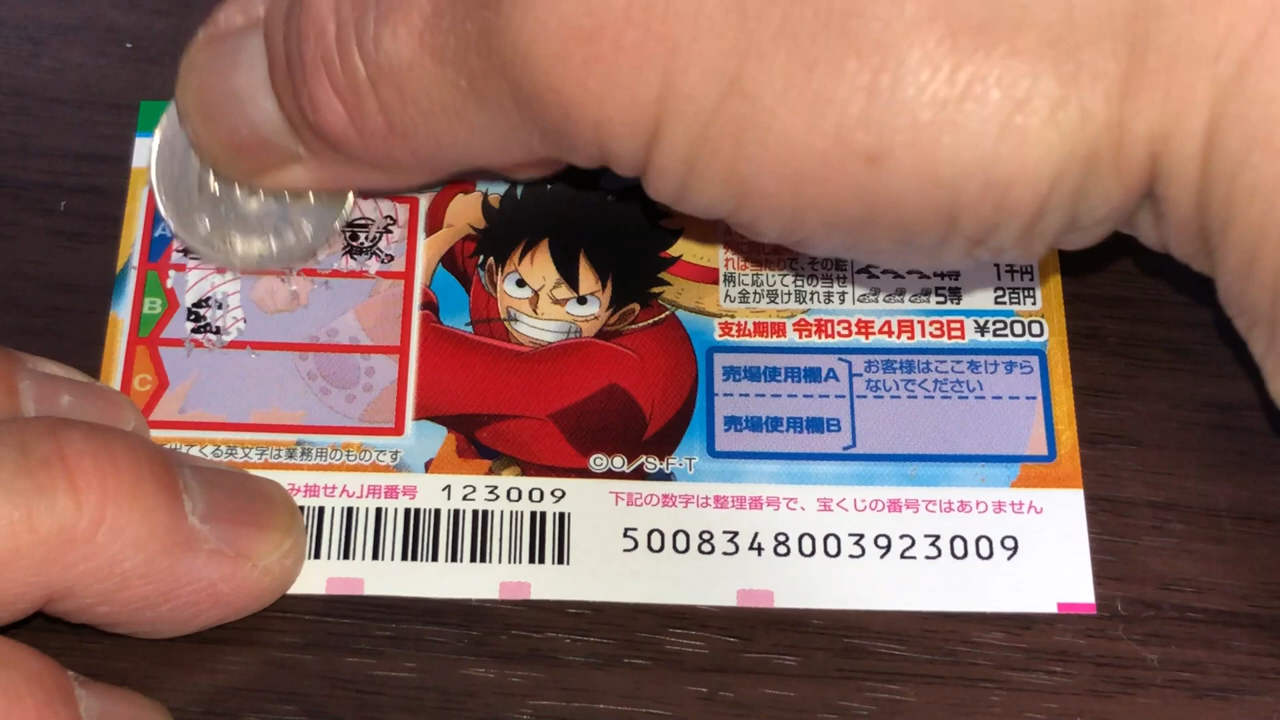 A
れば当たりで、その絵
柄に応じて右の当せ
ん金が受け取れます
4等 1千円
5等 2百円
B
支払期限 令和3年4月13日 ¥200
C
売場使用欄A
売場使用欄B
お客様はここをけずら
ないでください
出てくる英文字は業務用のものです
©O/S・F・T
み抽せん」用番号 123009
下記の数字は整理番号で、宝くじの番号ではありません
5008348003923009